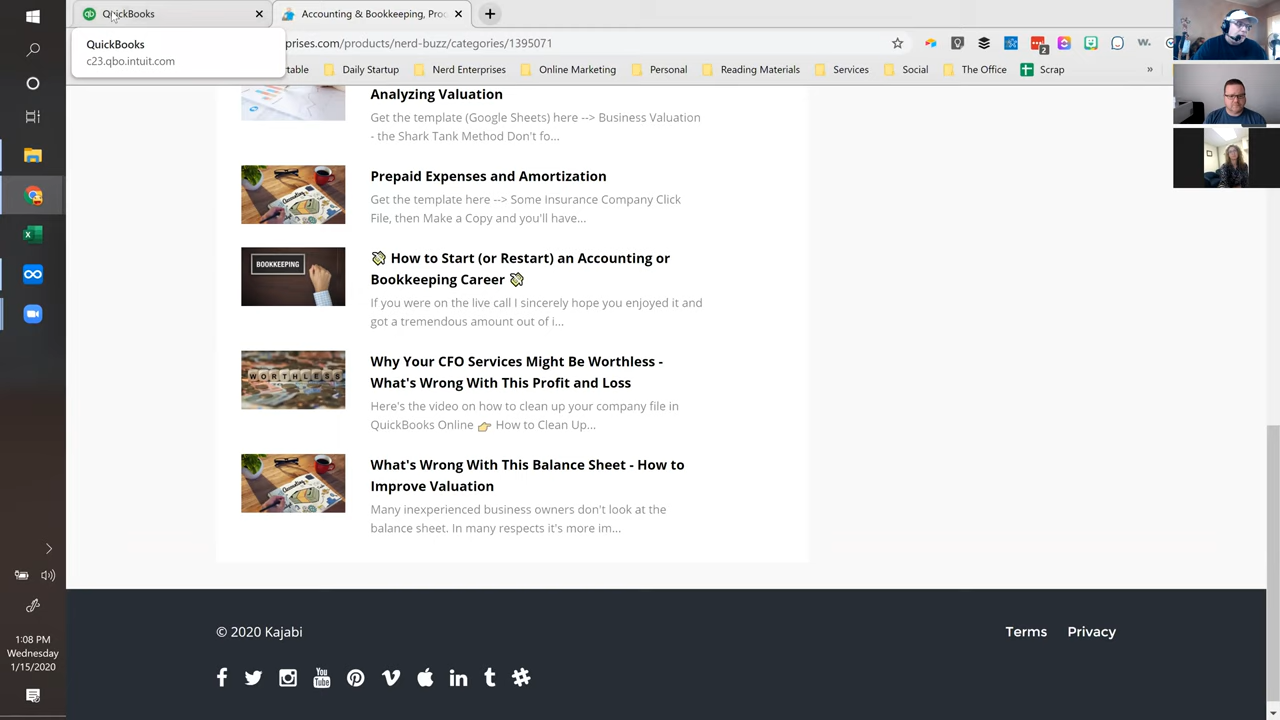 QuickBooks
Accounting & Bookkeeping, Pro
QuickBooks
c23.qbo.intuit.com
prises.com/products/nerd-buzz/categories/1395071
2
W.
table
Daily Startup
Nerd Enterprises
Online Marketing
Personal
Reading Materials
Services
Social
The Office
Scrap
»
Analyzing Valuation
Get the template (Google Sheets) here --> Business Valuation
- the Shark Tank Method Don't fo...
Prepaid Expenses and Amortization
Get the template here --> Some Insurance Company Click
File, then Make a Copy and you'll have...
BOOKKEEPING
💸 How to Start (or Restart) an Accounting or
Bookkeeping Career 💸
If you were on the live call I sincerely hope you enjoyed it and
got a tremendous amount out of i...
WORTHLESS
Why Your CFO Services Might Be Worthless -
What's Wrong With This Profit and Loss
Here's the video on how to clean up your company file in
QuickBooks Online 👉 How to Clean Up...
What's Wrong With This Balance Sheet - How to
Improve Valuation
Many inexperienced business owners don't look at the
balance sheet. In many respects it's more im...
© 2020 Kajabi
Terms
Privacy
You
Tube
1:08 PM
Wednesday
1/15/2020